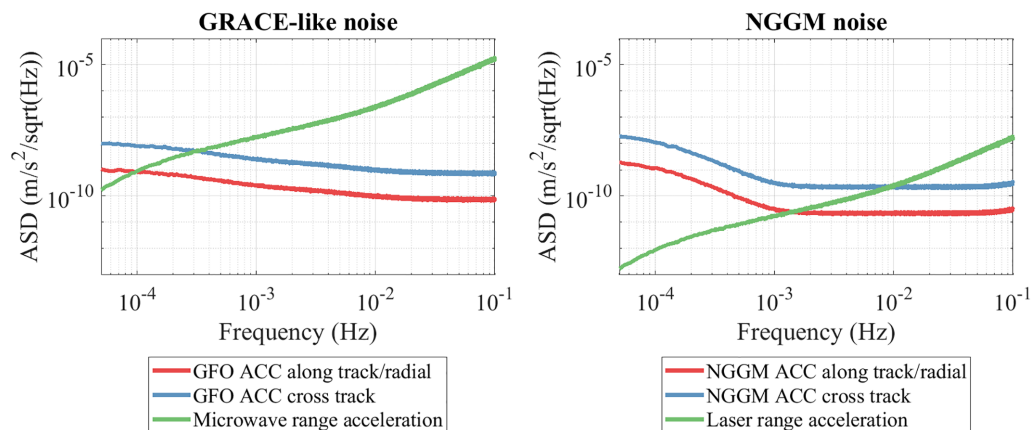 GRACE-like noise
ASD (m/s²/sqrt(Hz))
10⁻⁵
10⁻¹⁰
10⁻⁴ 10⁻³ 10⁻² 10⁻¹
Frequency (Hz)
GFO ACC along track/radial
GFO ACC cross track
Microwave range acceleration
NGGM noise
ASD (m/s²/sqrt(Hz))
10⁻⁵
10⁻¹⁰
10⁻⁴ 10⁻³ 10⁻² 10⁻¹
Frequency (Hz)
NGGM ACC along track/radial
NGGM ACC cross track
Laser range acceleration